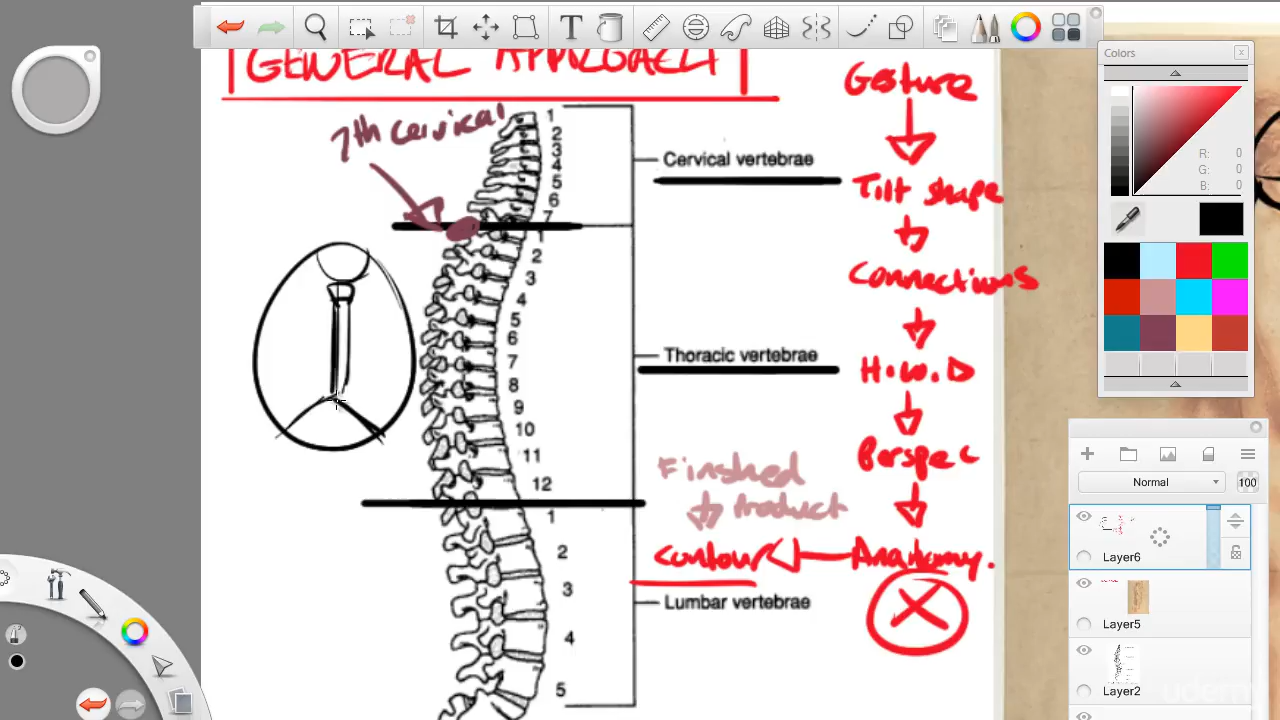 GENERAL APPROACH
7th cervical
1
2
3
4
5
6
7
Cervical vertebrae
1
2
3
4
5
6
7
8
9
10
11
12
Thoracic vertebrae
1
2
3
4
5
Lumbar vertebrae
Gesture
Tilt shape
Connections
H.W.D
Perspec
Anatomy.
contour
Finshed
Product
T
Colors
R: 0
G: 0
B: 0
Normal
100
Layer6
Layer5
Layer2